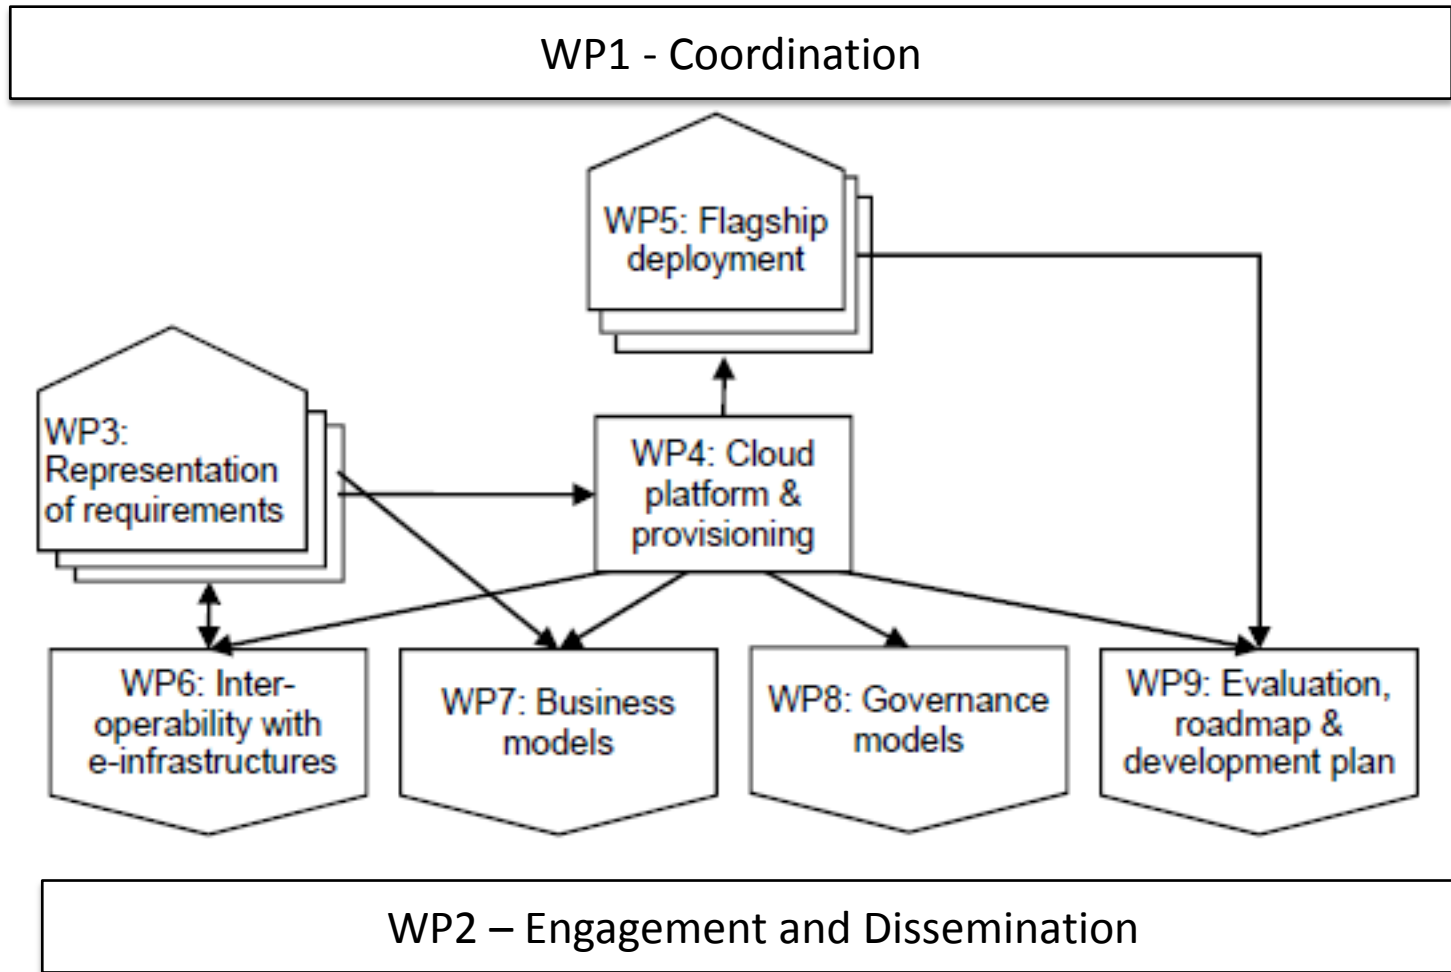 WP1 - Coordination
WP5: Flagship
deployment
WP3:
Representation
of requirements
WP4: Cloud
platform &
provisioning
WP6: Inter-
operability with
e-infrastructures
WP7: Business
models
WP8: Governance
models
WP9: Evaluation,
roadmap &
development plan
WP2 – Engagement and Dissemination